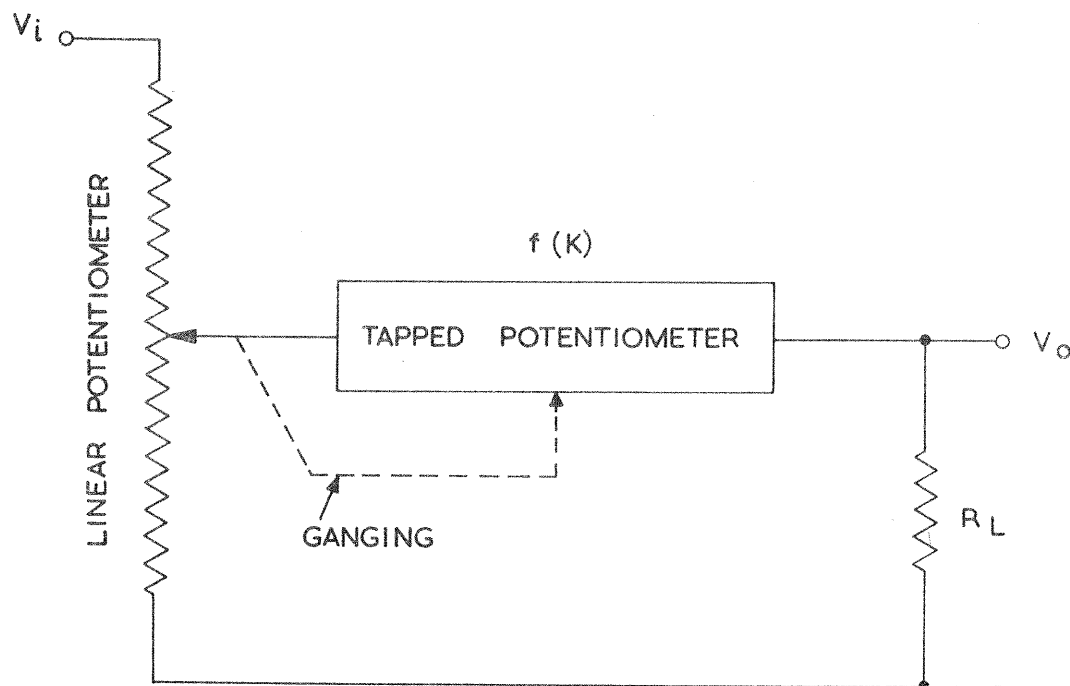 Vi
LINEAR POTENTIOMETER
f (K)
TAPPED POTENTIOMETER
Vo
GANGING
RL